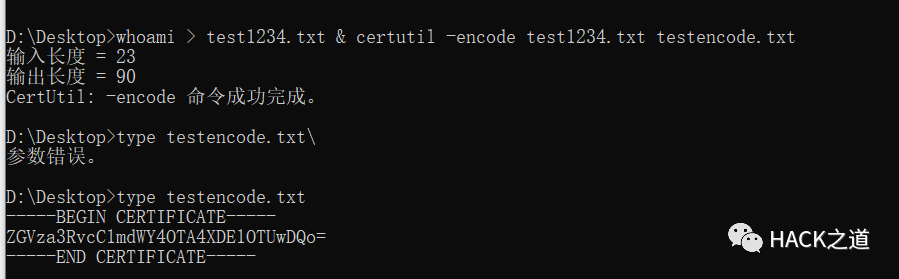 D:\Desktop>whoami > test1234.txt & certutil -encode test1234.txt testencode.txt
输入长度 = 23
输出长度 = 90
CertUtil: -encode 命令成功完成。
D:\Desktop>type testencode.txt\
参数错误。
D:\Desktop>type testencode.txt
-----BEGIN CERTIFICATE-----
ZGVza3RvcC1mdWY4OTA4XDE1OTUwDQo=
-----END CERTIFICATE-----
HACK之道